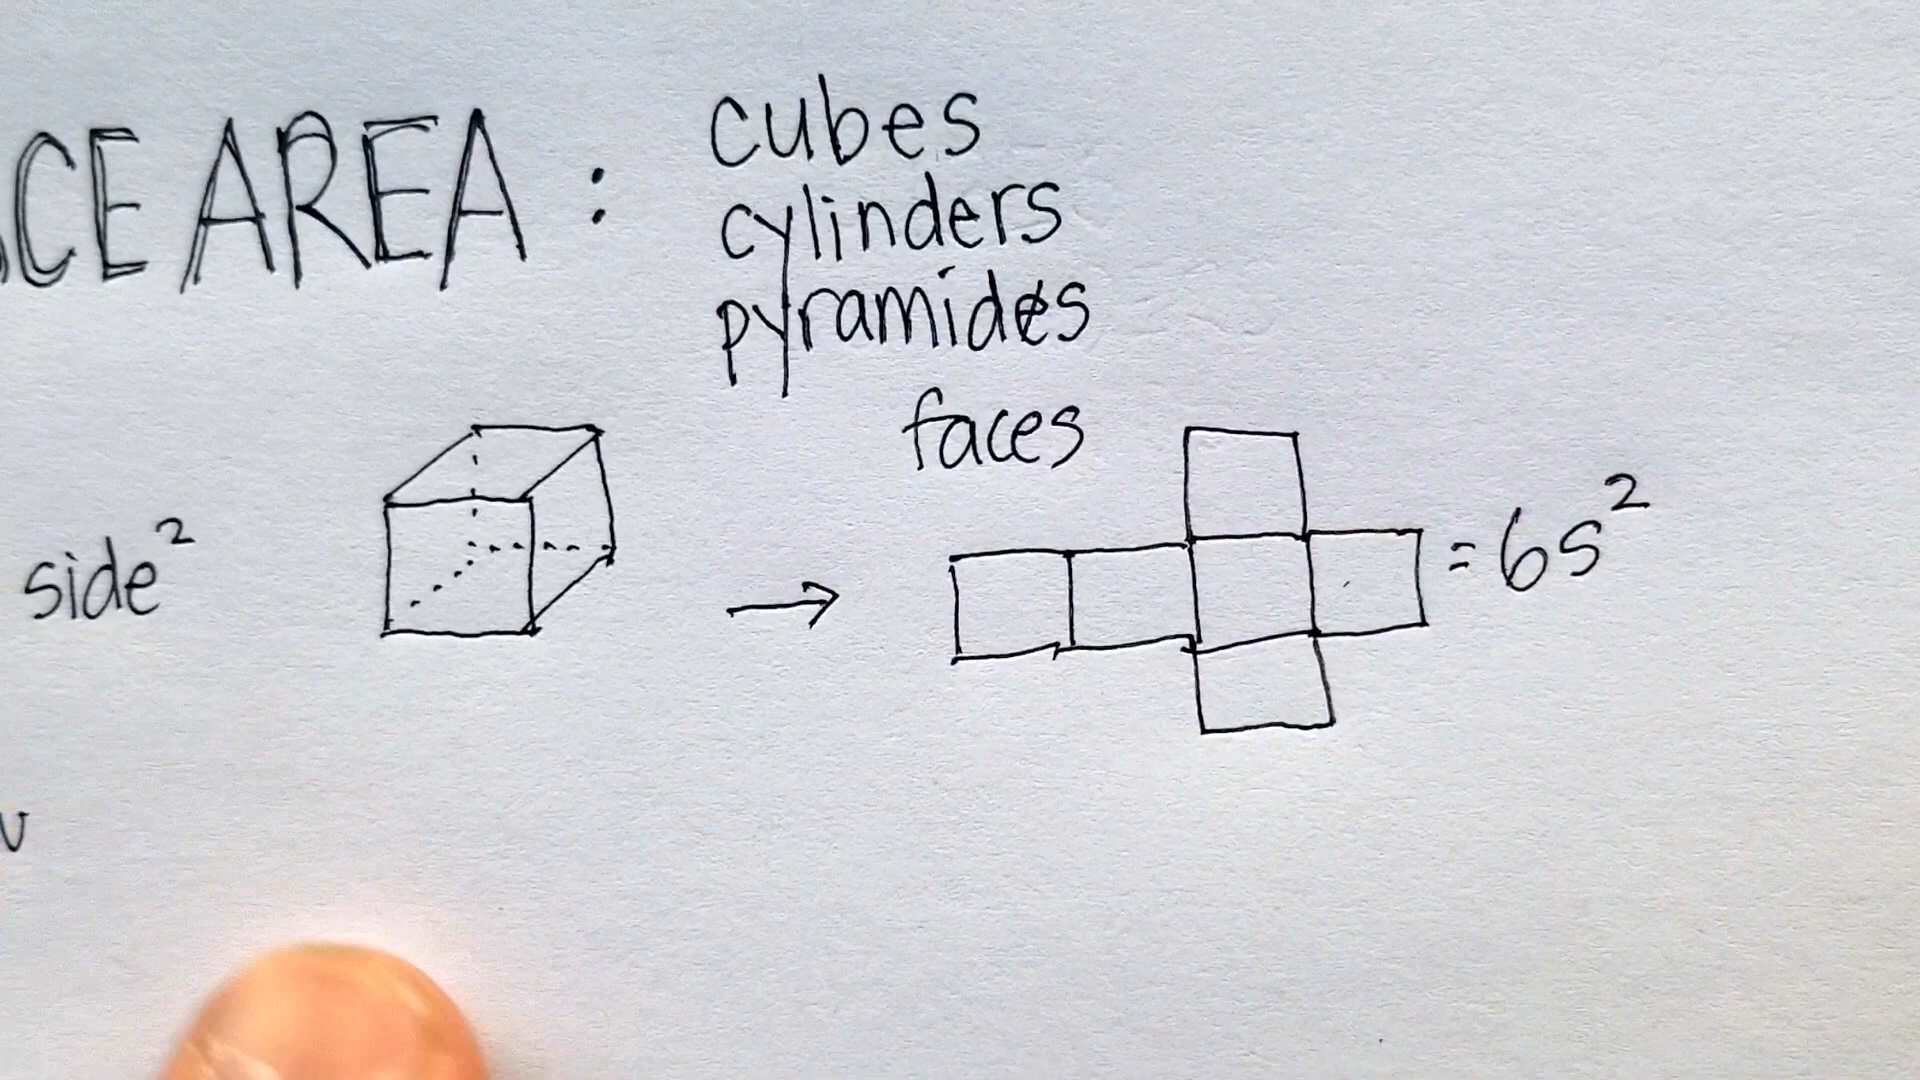 CE AREA : cubes
cylinders
pyramides
faces
side²
= 6s²